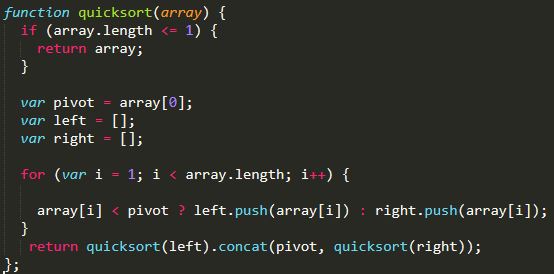 function quicksort(array) {
  if (array.length <= 1) {
    return array;
  }

  var pivot = array[0];
  var left = [];
  var right = [];

  for (var i = 1; i < array.length; i++) {

    array[i] < pivot ? left.push(array[i]) : right.push(array[i]);
  }
   return quicksort(left).concat(pivot, quicksort(right));
};